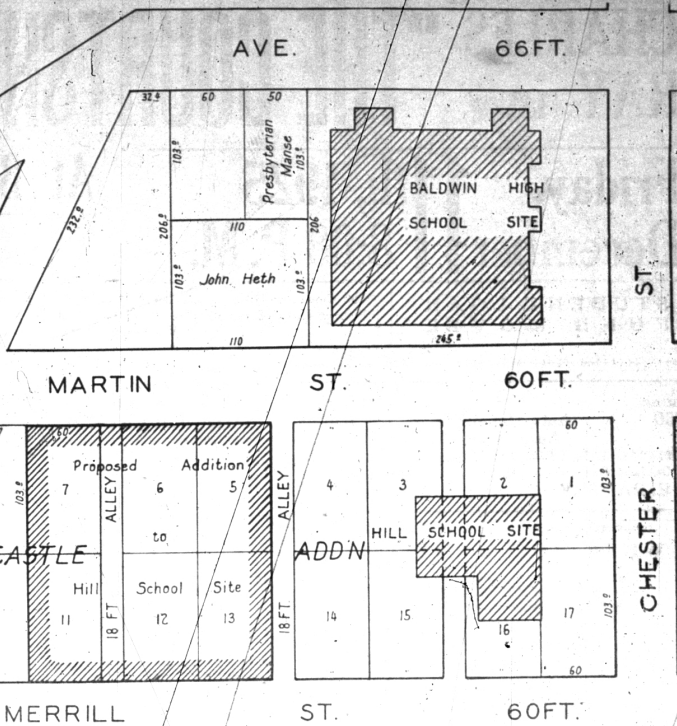 AVE. 66FT.
32.4 60 50
103.9 Presbyterian Manse 103.9
232.9 206.9 110 206
BALDWIN HIGH
SCHOOL SITE
103.9 John Heth 103.9
110 245.9
ST.
MARTIN ST. 60FT.
60 60
Proposed Addition
103.9 7 ALLEY 6 5 ALLEY 4 3 2 1 103.9
to
HILL SCHOOL SITE
CASTLE ADD'N
Hill School Site
11 18 FT 12 13 18 FT. 14 15 16 17 103.9
60
CHESTER
MERRILL ST. 60FT.